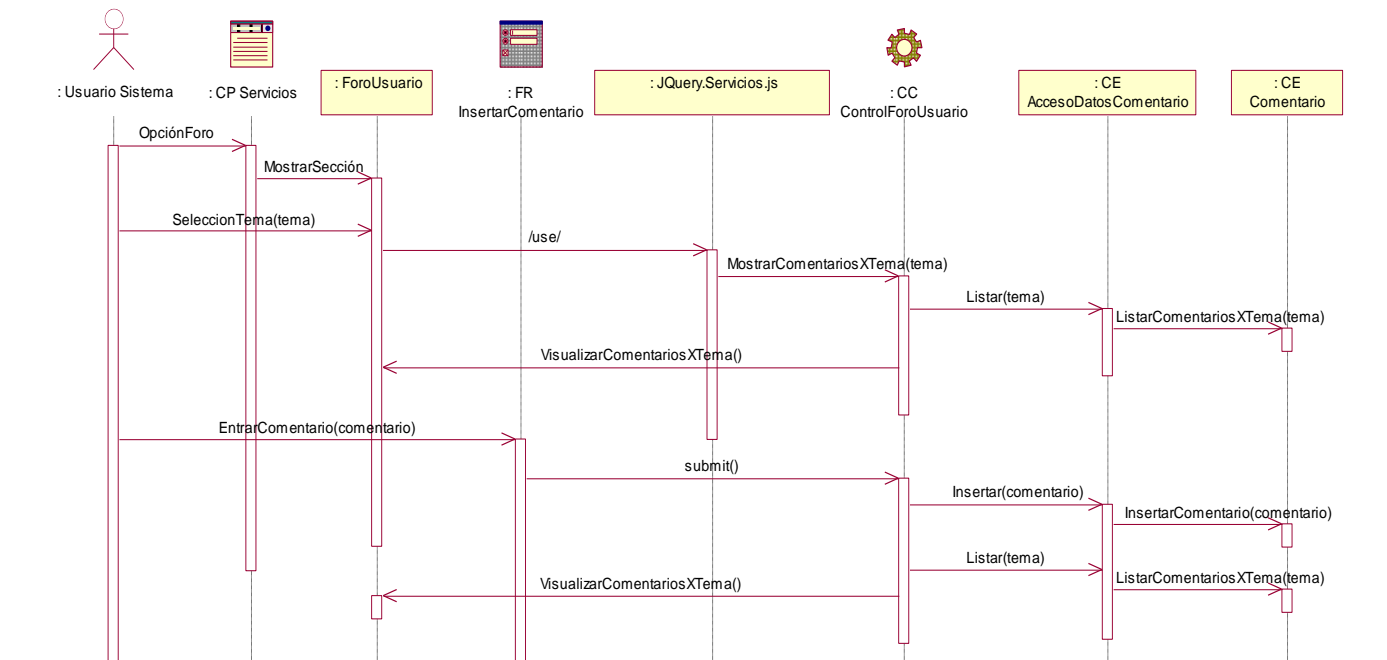 : Usuario Sistema
: CP Servicios
: ForoUsuario
: FR
InsertarComentario
: JQuery.Servicios.js
: CC
ControlForoUsuario
: CE
AccesoDatosComentario
: CE
Comentario
OpciónForo
MostrarSección
SeleccionTema(tema)
/use/
MostrarComentariosXTema(tema)
Listar(tema)
ListarComentariosXTema(tema)
VisualizarComentariosXTema()
EntrarComentario(comentario)
submit()
Insertar(comentario)
InsertarComentario(comentario)
Listar(tema)
ListarComentariosXTema(tema)
VisualizarComentariosXTema()